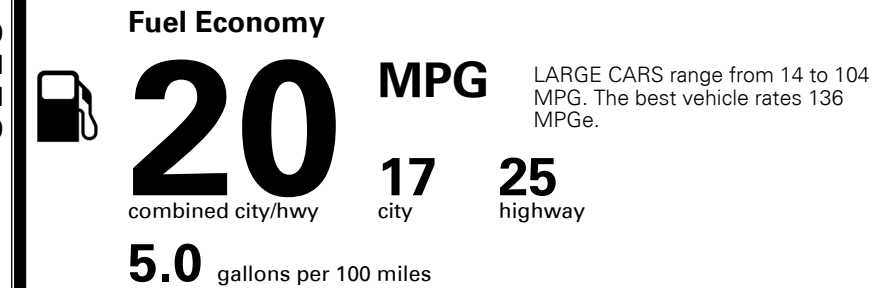 Fuel Economy
20 MPG
LARGE CARS range from 14 to 104
MPG. The best vehicle rates 136
MPGe.
17 25
combined city/hwy city highway
5.0 gallons per 100 miles